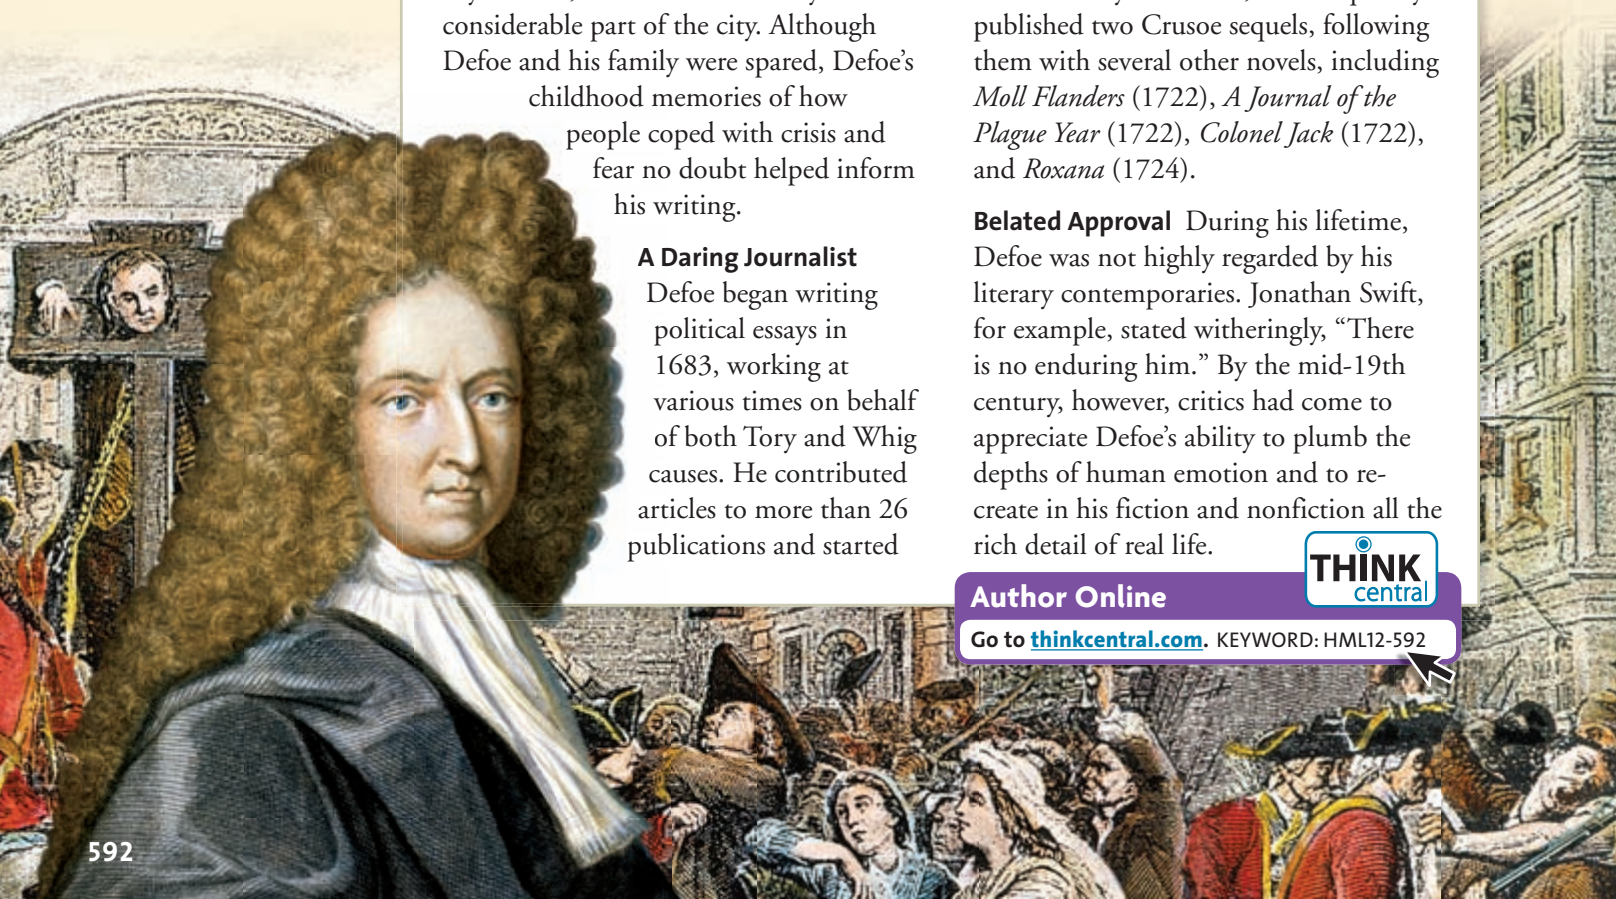 considerable part of the city. Although
Defoe and his family were spared, Defoe’s
childhood memories of how
people coped with crisis and
fear no doubt helped inform
his writing.
A Daring Journalist
Defoe began writing
political essays in
1683, working at
various times on behalf
of both Tory and Whig
causes. He contributed
articles to more than 26
publications and started
published two Crusoe sequels, following
them with several other novels, including
Moll Flanders (1722), A Journal of the
Plague Year (1722), Colonel Jack (1722),
and Roxana (1724).
Belated Approval During his lifetime,
Defoe was not highly regarded by his
literary contemporaries. Jonathan Swift,
for example, stated witheringly, “There
is no enduring him.” By the mid-19th
century, however, critics had come to
appreciate Defoe’s ability to plumb the
depths of human emotion and to re-
create in his fiction and nonfiction all the
rich detail of real life.
THINK
central
Author Online
Go to thinkcentral.com. KEYWORD: HML12-592
592